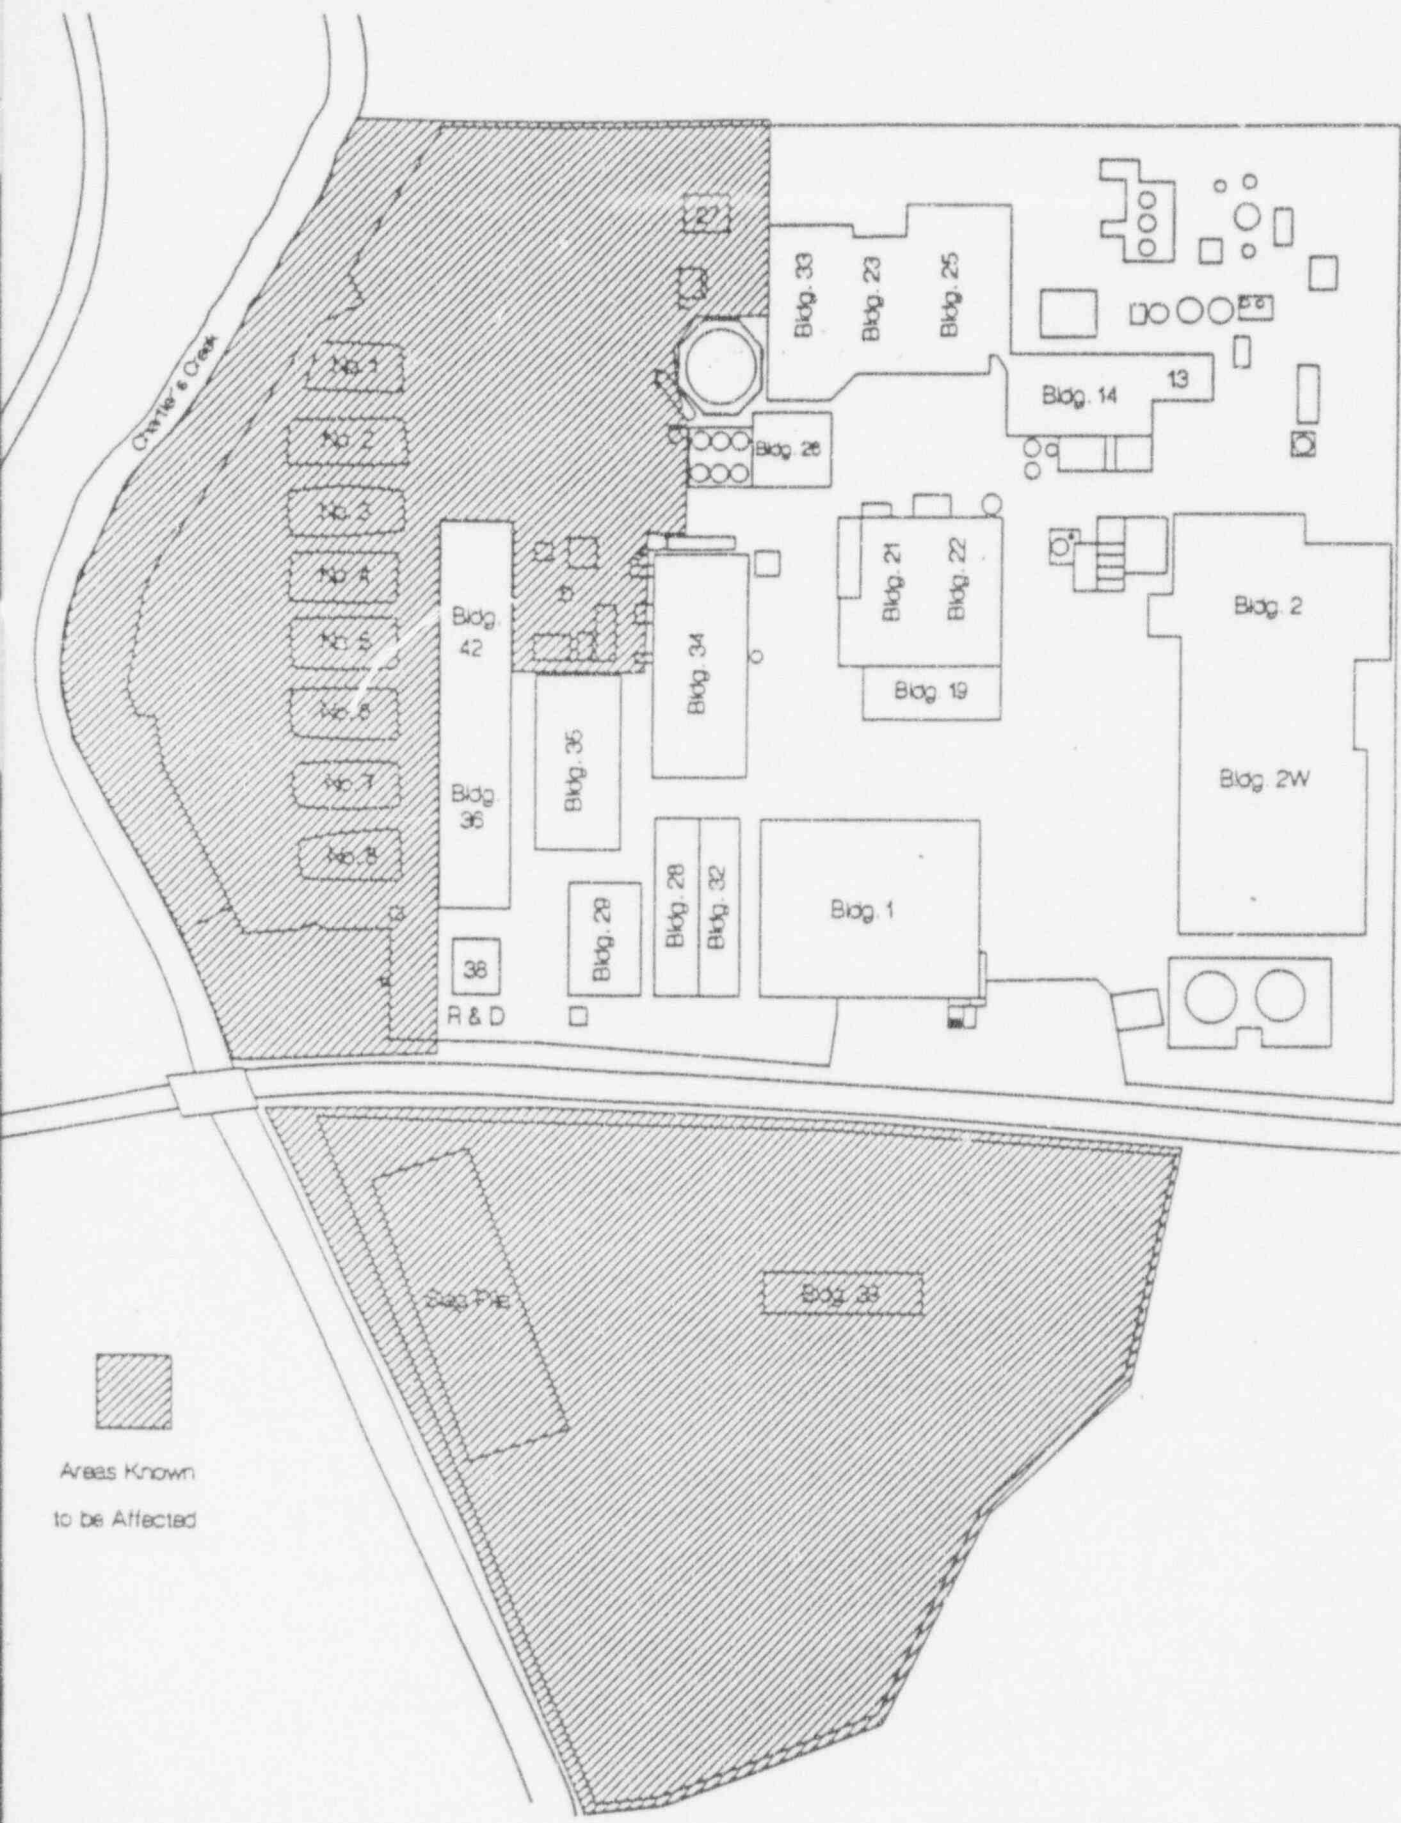 27
Bldg. 33
Bldg. 23
Bldg. 25
Chartier's Creek
No. 1
Bldg. 14
13
No. 2
Bldg. 26
No. 3
No. 4
Bldg. 21
Bldg. 22
Bldg. 2
Bldg.
42
No. 5
Bldg. 34
Bldg. 19
No. 6
Bldg. 35
No. 7
Bldg.
36
Bldg. 2W
No. 8
Bldg. 28
Bldg. 32
Bldg. 1
Bldg. 29
38
R & D
Slag Pile
Bldg. 39
Areas Known
to be Affected